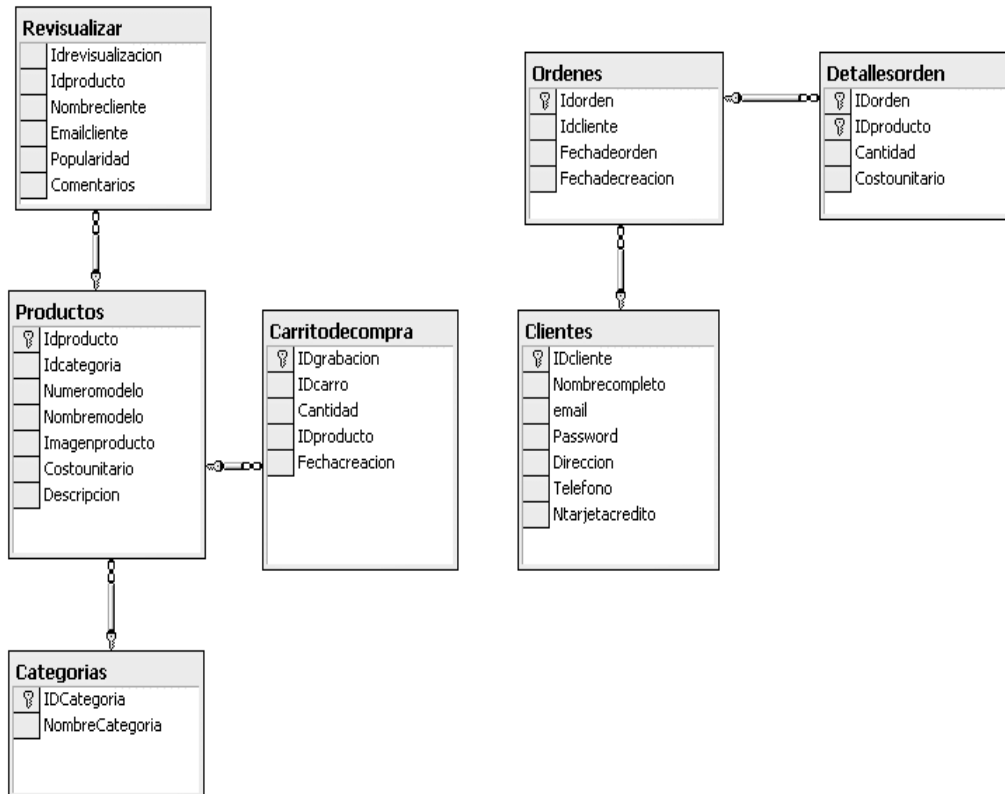 Revisualizar
Idrevisualizacion
Idproducto
Nombrecliente
Emailcliente
Popularidad
Comentarios
Ordenes
Idorden
Idcliente
Fechadeorden
Fechadecreacion
Detallesorden
IDorden
IDproducto
Cantidad
Costounitario
Productos
Idproducto
Idcategoria
Numeromodelo
Nombremodelo
Imagenproducto
Costounitario
Descripcion
Carritodecompra
IDgrabacion
IDcarro
Cantidad
IDproducto
Fechacreacion
Clientes
IDcliente
Nombrecompleto
email
Password
Direccion
Telefono
Ntarjetacredito
Categorias
IDCategoria
NombreCategoria